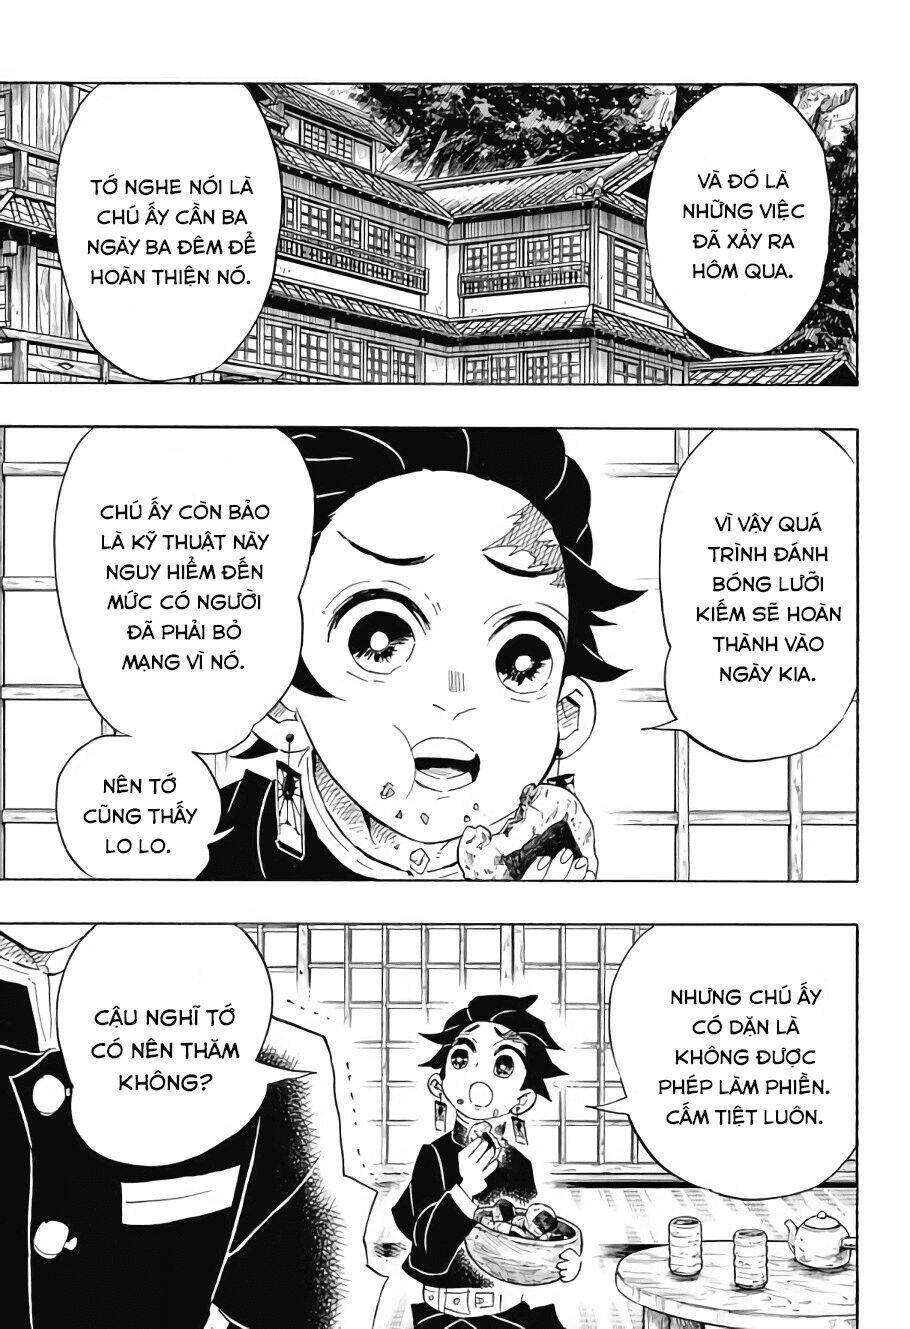 VÀ ĐÓ LÀ
NHỮNG VIỆC
ĐÃ XẢY RA
HÔM QUA.
TỚ NGHE NÓI LÀ
CHÚ ẤY CẦN BA
NGÀY BA ĐÊM ĐỂ
HOÀN THIỆN NÓ.
VÌ VẬY QUÁ
TRÌNH ĐÁNH
BÓNG LƯỠI
KIẾM SẼ HOÀN
THÀNH VÀO
NGÀY KIA.
CHÚ ẤY CÒN BẢO
LÀ KỸ THUẬT NÀY
NGUY HIỂM ĐẾN
MỨC CÓ NGƯỜI
ĐÃ PHẢI BỎ
MẠNG VÌ NÓ.
NÊN TỚ
CŨNG THẤY
LO LO.
NHƯNG CHÚ ẤY
CÓ DẶN LÀ
KHÔNG ĐƯỢC
PHÉP LÀM PHIỀN.
CẤM TIỆT LUÔN.
CẬU NGHĨ TỚ
CÓ NÊN THĂM
KHÔNG?